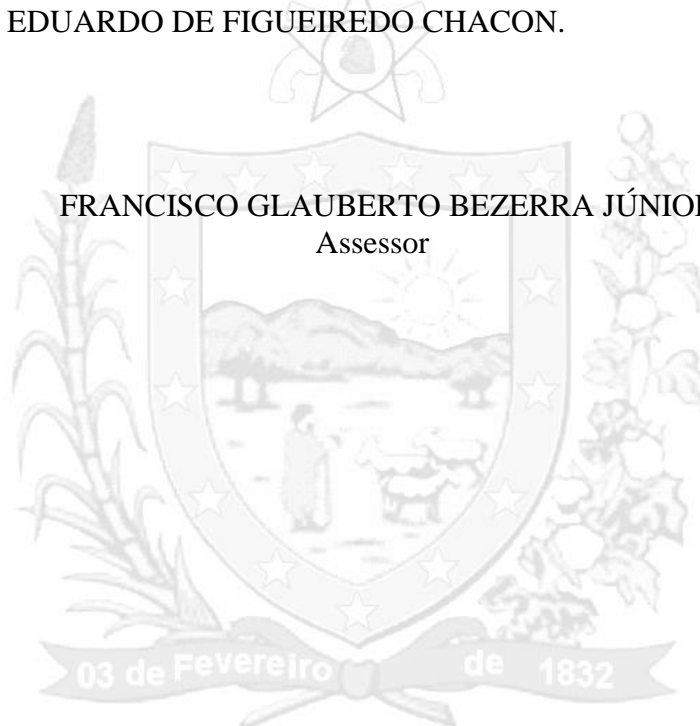 EDUARDO DE FIGUEIREDO CHACON.
FRANCISCO GLAUBERTO BEZERRA JÚNIOR
Assessor
03 de Fevereiro de 1832